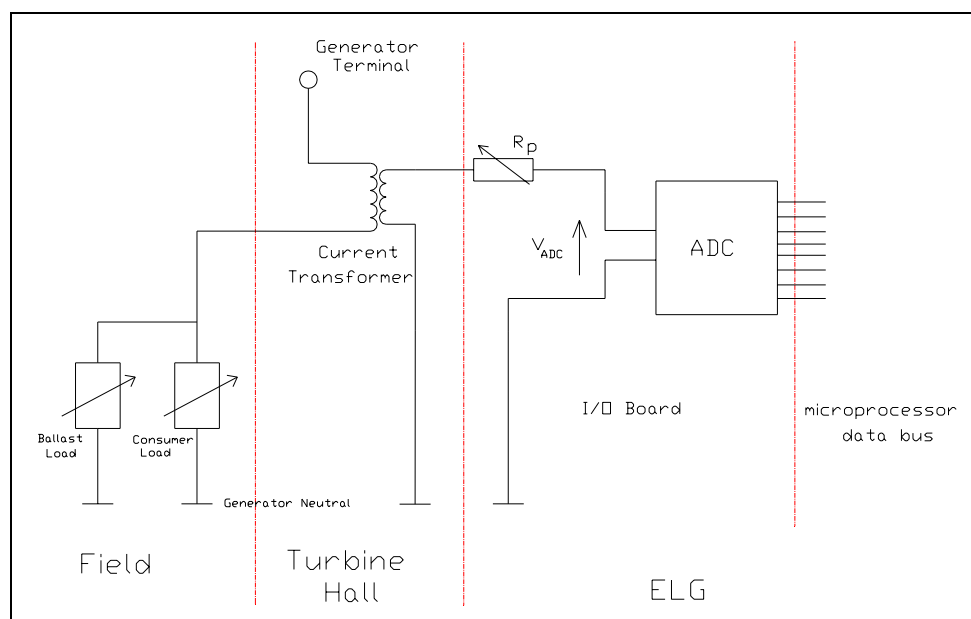 Generator
Terminal
Rp
VADC
ADC
Current
Transformer
I/O Board
microprocessor
data bus
Ballast
Load
Consumer
Load
Generator Neutral
Field
Turbine
Hall
ELG